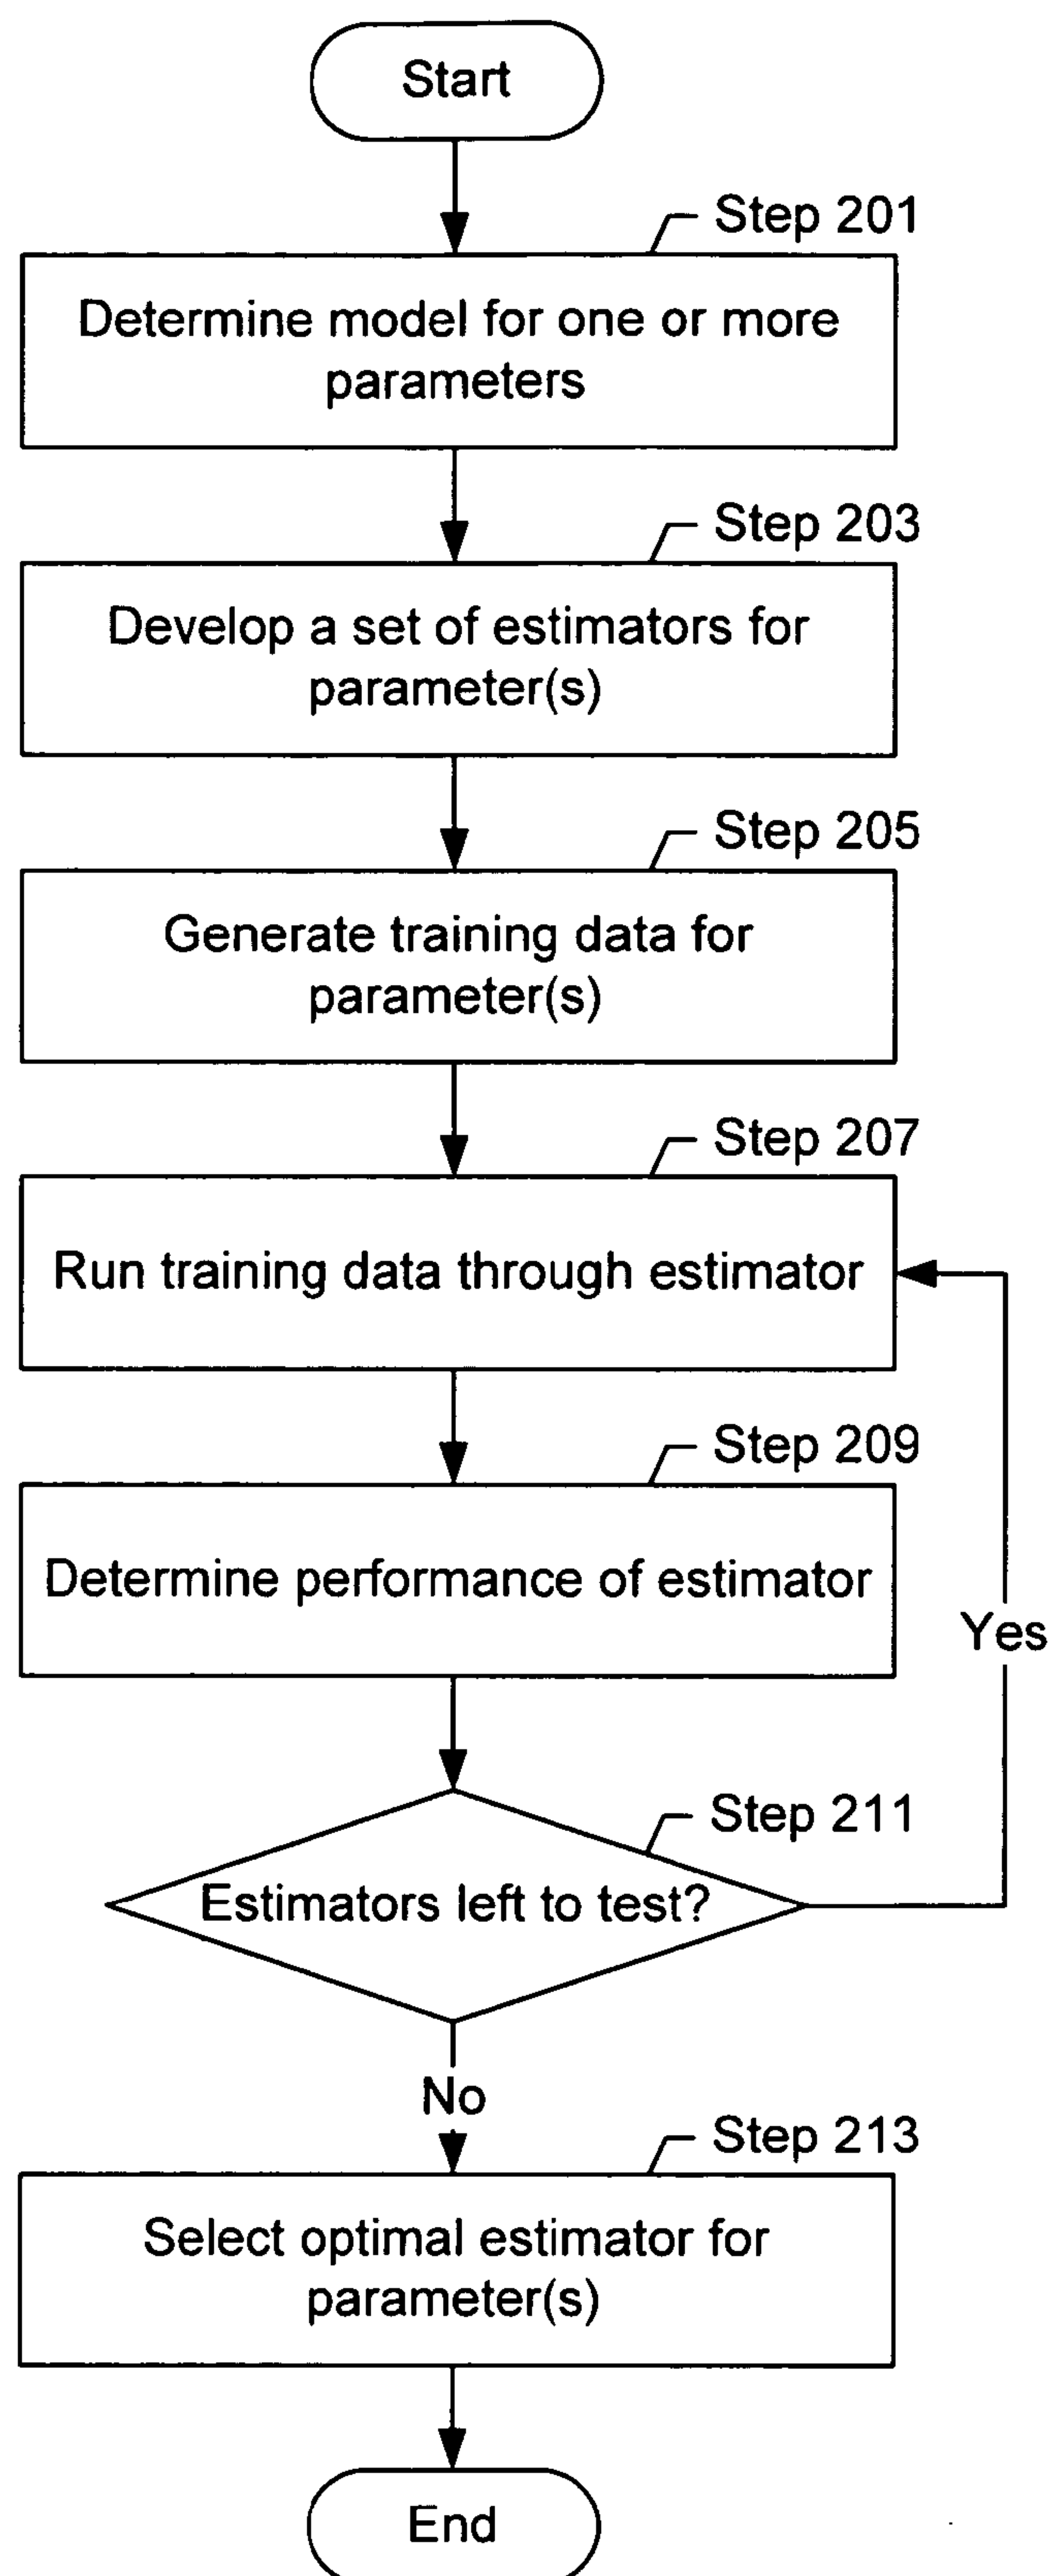 Start
Step 201
Determine model for one or more
parameters
Step 203
Develop a set of estimators for
parameter(s)
Step 205
Generate training data for
parameter(s)
Step 207
Run training data through estimator
Step 209
Determine performance of estimator
Yes
Step 211
Estimators left to test?
No
Step 213
Select optimal estimator for
parameter(s)
End